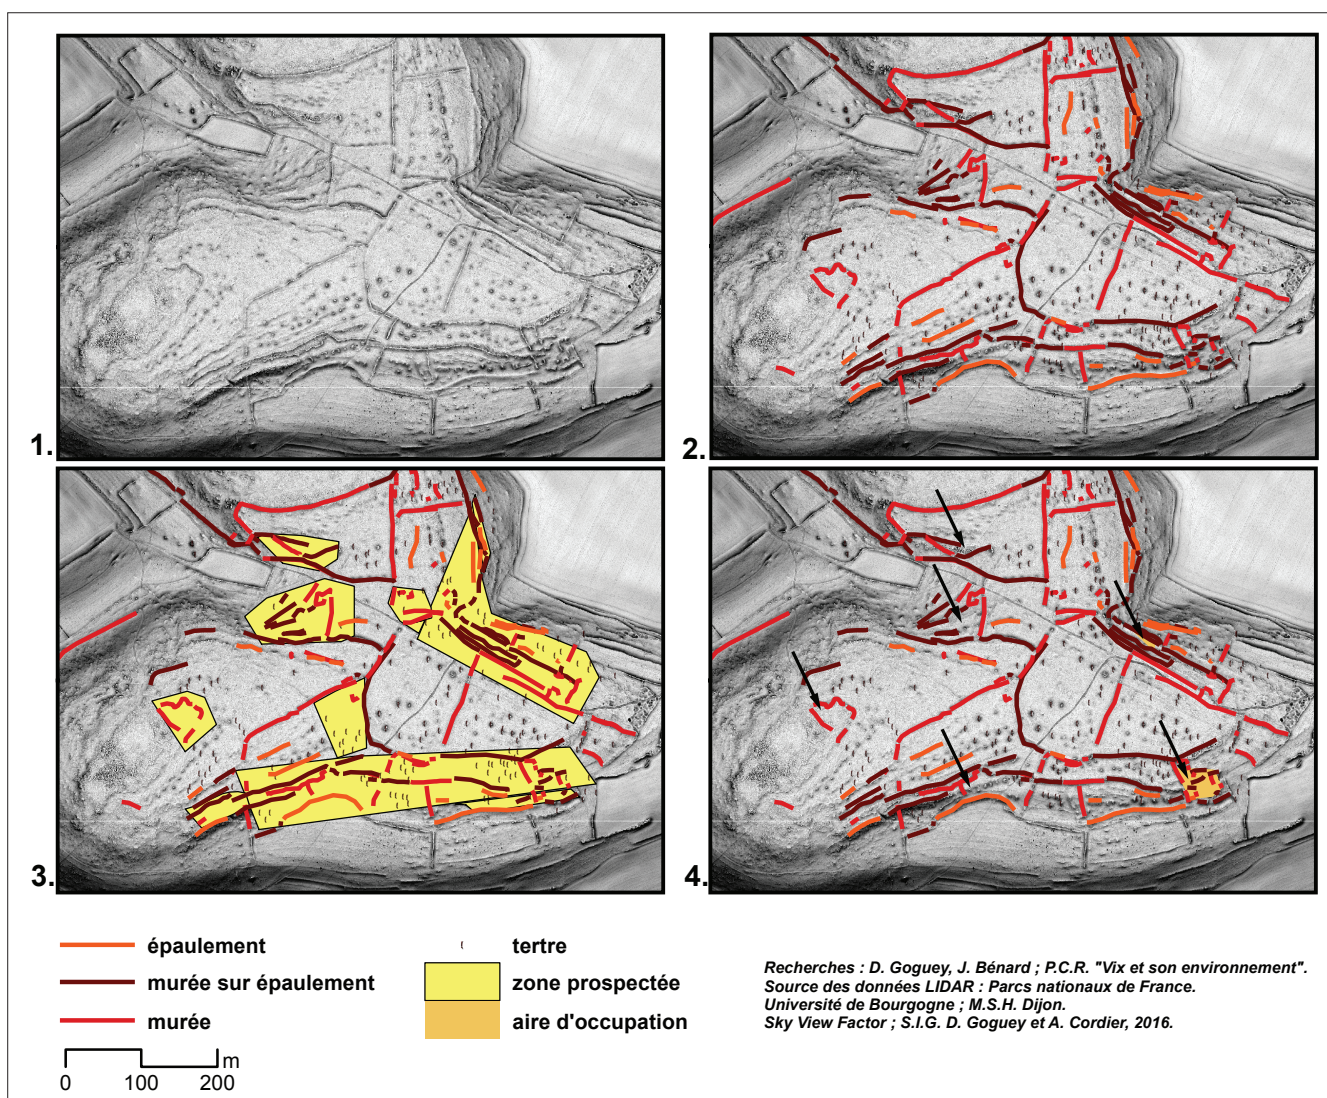 1.
2.
3.
4.
épaulement
murée sur épaulement
murée
tertre
zone prospectée
aire d'occupation
Recherches : D. Goguey, J. Bénard ; P.C.R. "Vix et son environnement".
Source des données LIDAR : Parcs nationaux de France.
Université de Bourgogne ; M.S.H. Dijon.
Sky View Factor ; S.I.G. D. Goguey et A. Cordier, 2016.
m
0 100 200